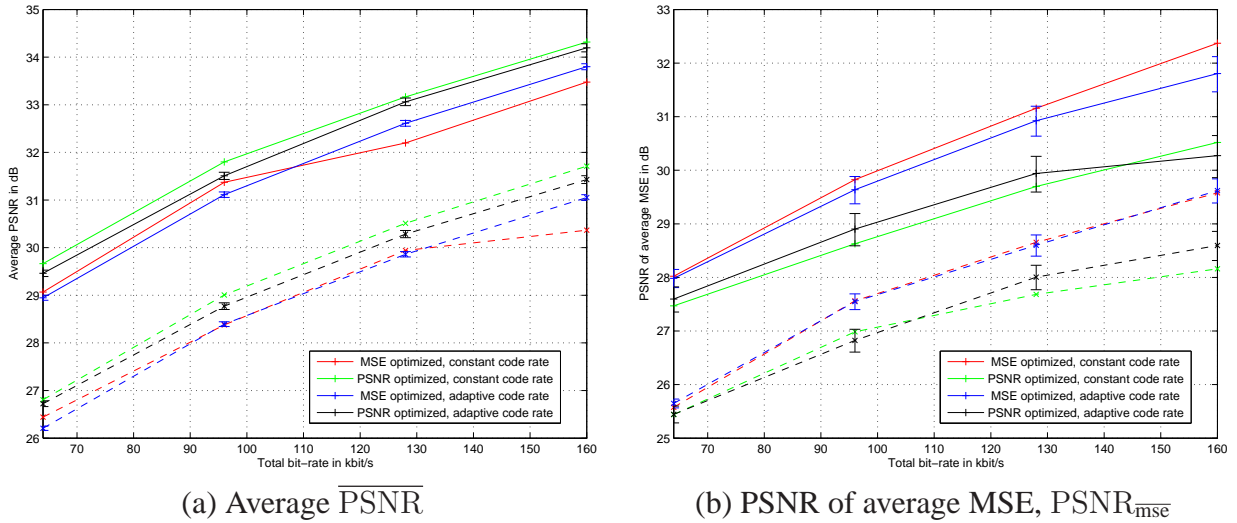 35
34
33
32
31
30
29
28
27
26
Average PSNR in dB
70 80 90 100 110 120 130 140 150 160
Total bit−rate in kbit/s
MSE optimized, constant code rate
PSNR optimized, constant code rate
MSE optimized, adaptive code rate
PSNR optimized, adaptive code rate
(a) Average PSNR
33
32
31
30
29
28
27
26
25
PSNR of average MSE in dB
70 80 90 100 110 120 130 140 150 160
Total bit−rate in kbit/s
MSE optimized, constant code rate
PSNR optimized, constant code rate
MSE optimized, adaptive code rate
PSNR optimized, adaptive code rate
(b) PSNR of average MSE, PSNR mse